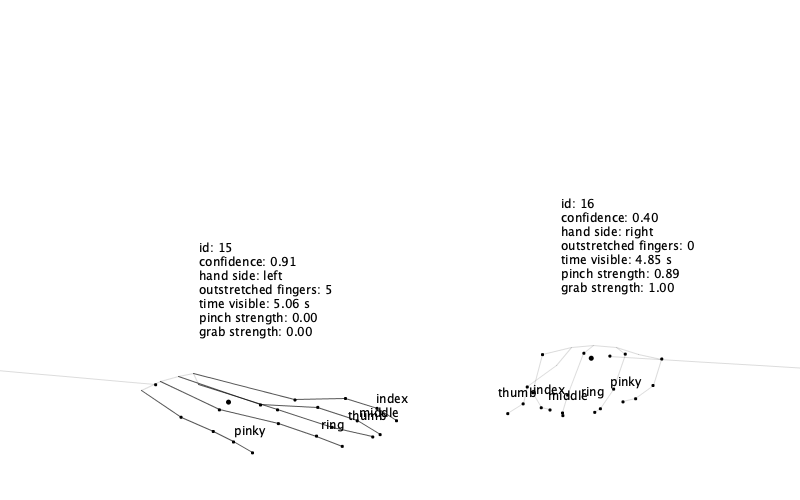 id: 15
confidence: 0.91
hand side: left
outstretched fingers: 5
time visible: 5.06 s
pinch strength: 0.00
grab strength: 0.00
index
middle
thumb
ring
pinky
id: 16
confidence: 0.40
hand side: right
outstretched fingers: 0
time visible: 4.85 s
pinch strength: 0.89
grab strength: 1.00
pinky
thumb
index
middle
ring